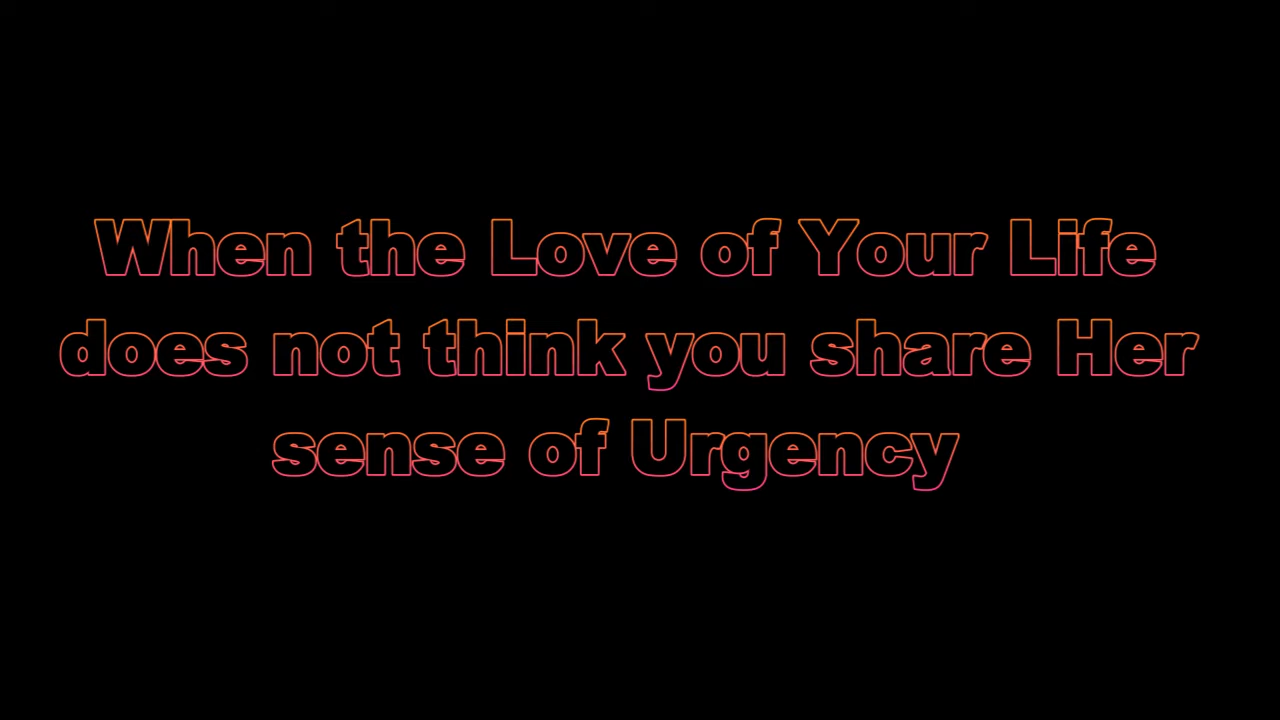 When the Love of Your Life
does not think you share Her
sense of Urgency